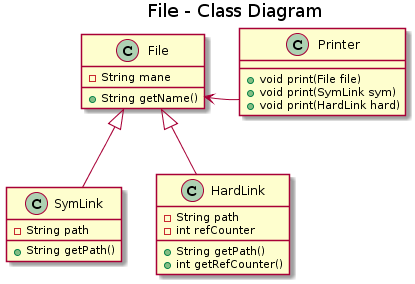 File - Class Diagram
C File
String mane
String getName()
C Printer
void print(File file)
void print(SymLink sym)
void print(HardLink hard)
C SymLink
String path
String getPath()
C HardLink
String path
int refCounter
String getPath()
int getRefCounter()